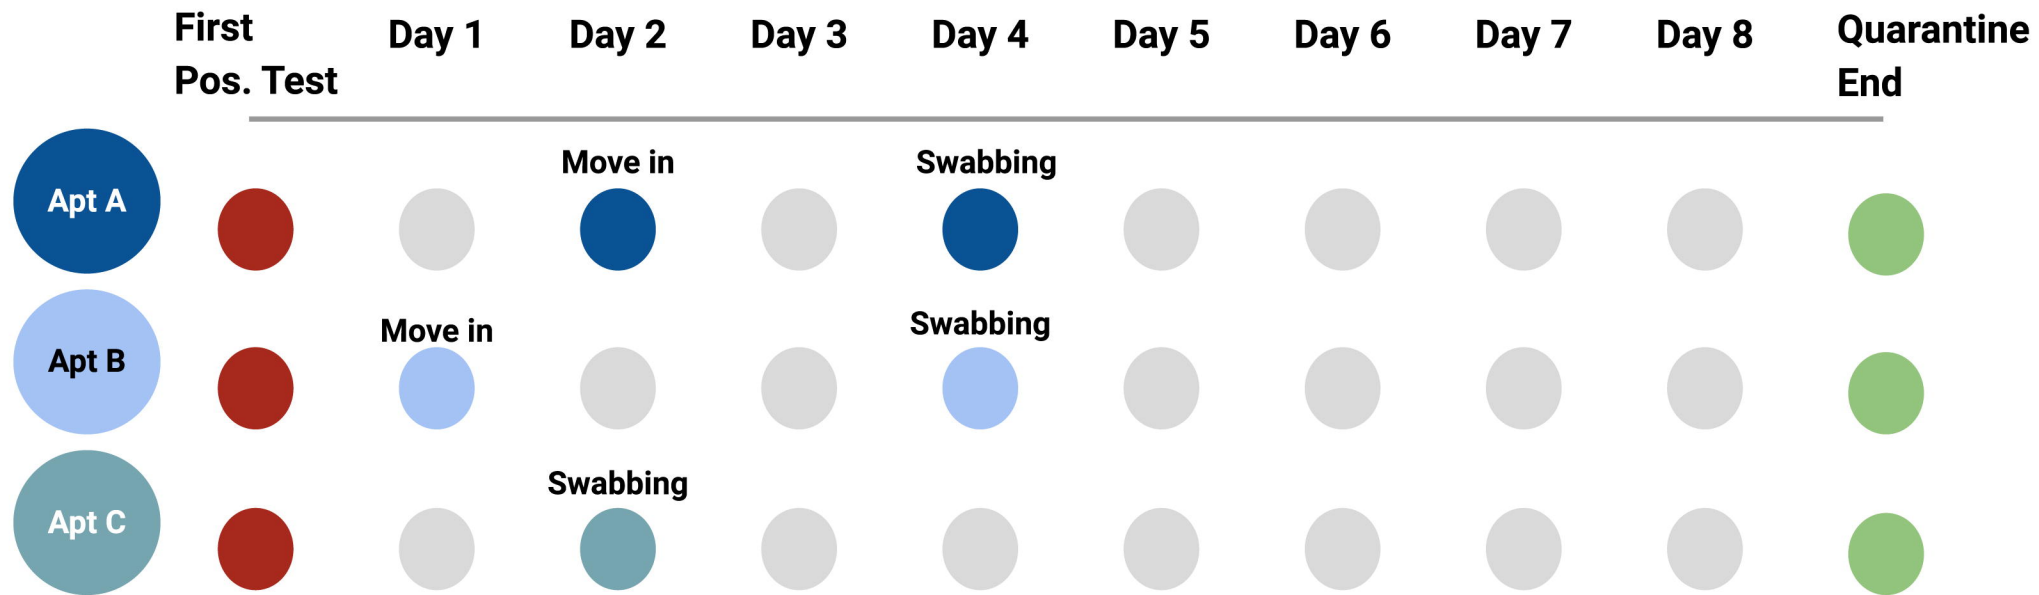 First
Pos. Test
Day 1
Day 2
Day 3
Day 4
Day 5
Day 6
Day 7
Day 8
Quarantine
End
Apt A
Move in
Swabbing
Apt B
Move in
Swabbing
Apt C
Swabbing